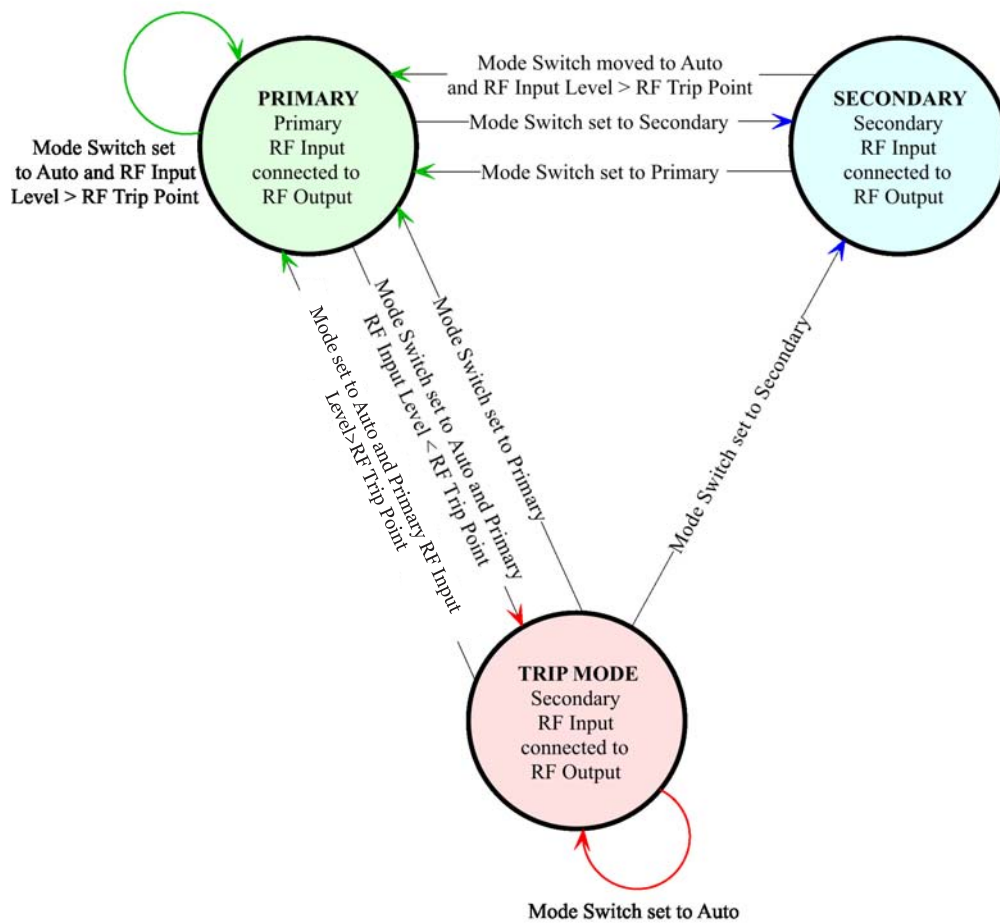 PRIMARY
Primary
RF Input
connected to
RF Output
Mode Switch set
to Auto and RF Input
Level > RF Trip Point
Mode Switch moved to Auto
and RF Input Level > RF Trip Point
Mode Switch set to Secondary
Mode Switch set to Primary
SECONDARY
Secondary
RF Input
connected to
RF Output
Mode set to Auto and Primary RF Input
Level>RF Trip Point
Mode Switch set to Auto and Primary
RF Input Level < RF Trip Point
Mode Switch set to Primary
Mode Switch set to Secondary
TRIP MODE
Secondary
RF Input
connected to
RF Output
Mode Switch set to Auto